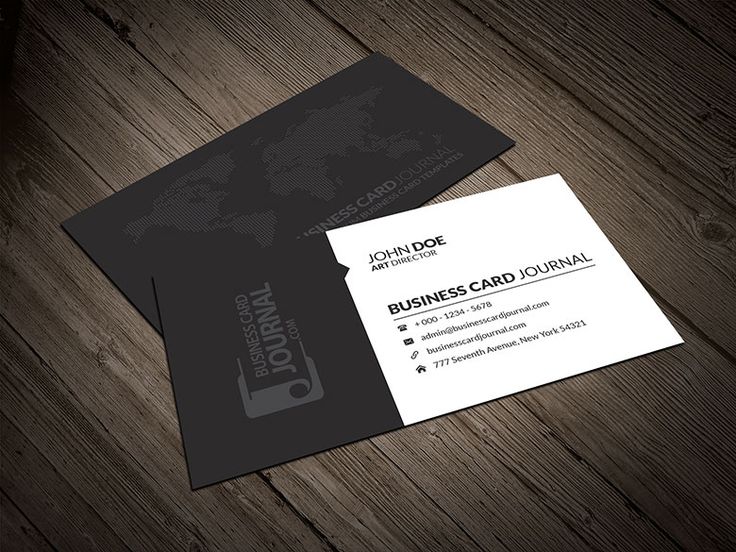 BUSINESS CARD JOURNAL
BUSINESS CARD TEMPLATES
JOHN DOE
ART DIRECTOR
BUSINESS CARD JOURNAL
+ 000 - 1234 - 5678
admin@businesscardjournal.com
businesscardjournal.com
777 Seventh Avenue, New York 54321
BUSINESS CARD
JOURNAL
.COM